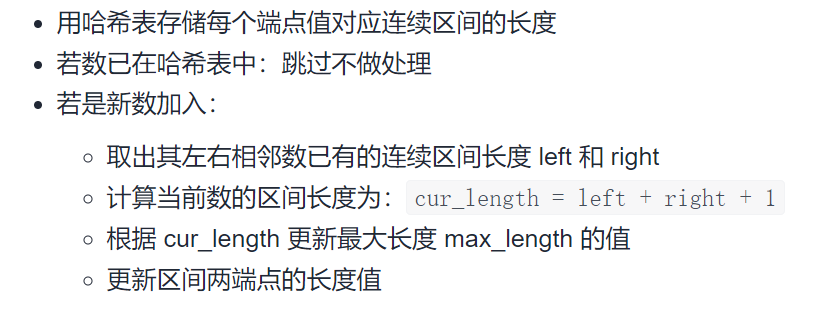 用哈希表存储每个端点值对应连续区间的长度
若数已在哈希表中：跳过不做处理
若是新数加入：
取出其左右相邻数已有的连续区间长度 left 和 right
计算当前数的区间长度为：cur_length = left + right + 1
根据 cur_length 更新最大长度 max_length 的值
更新区间两端点的长度值